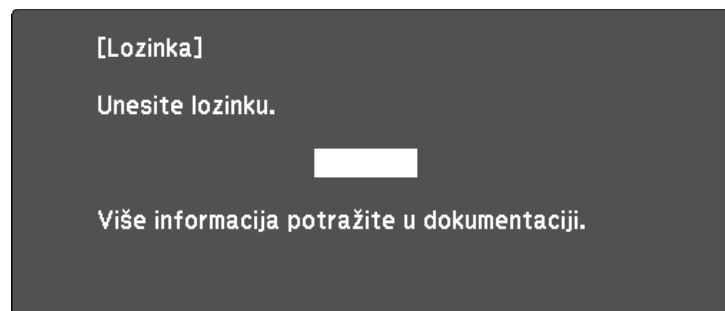 [Lozinka]
Unesite lozinku.
Više informacija potražite u dokumentaciji.